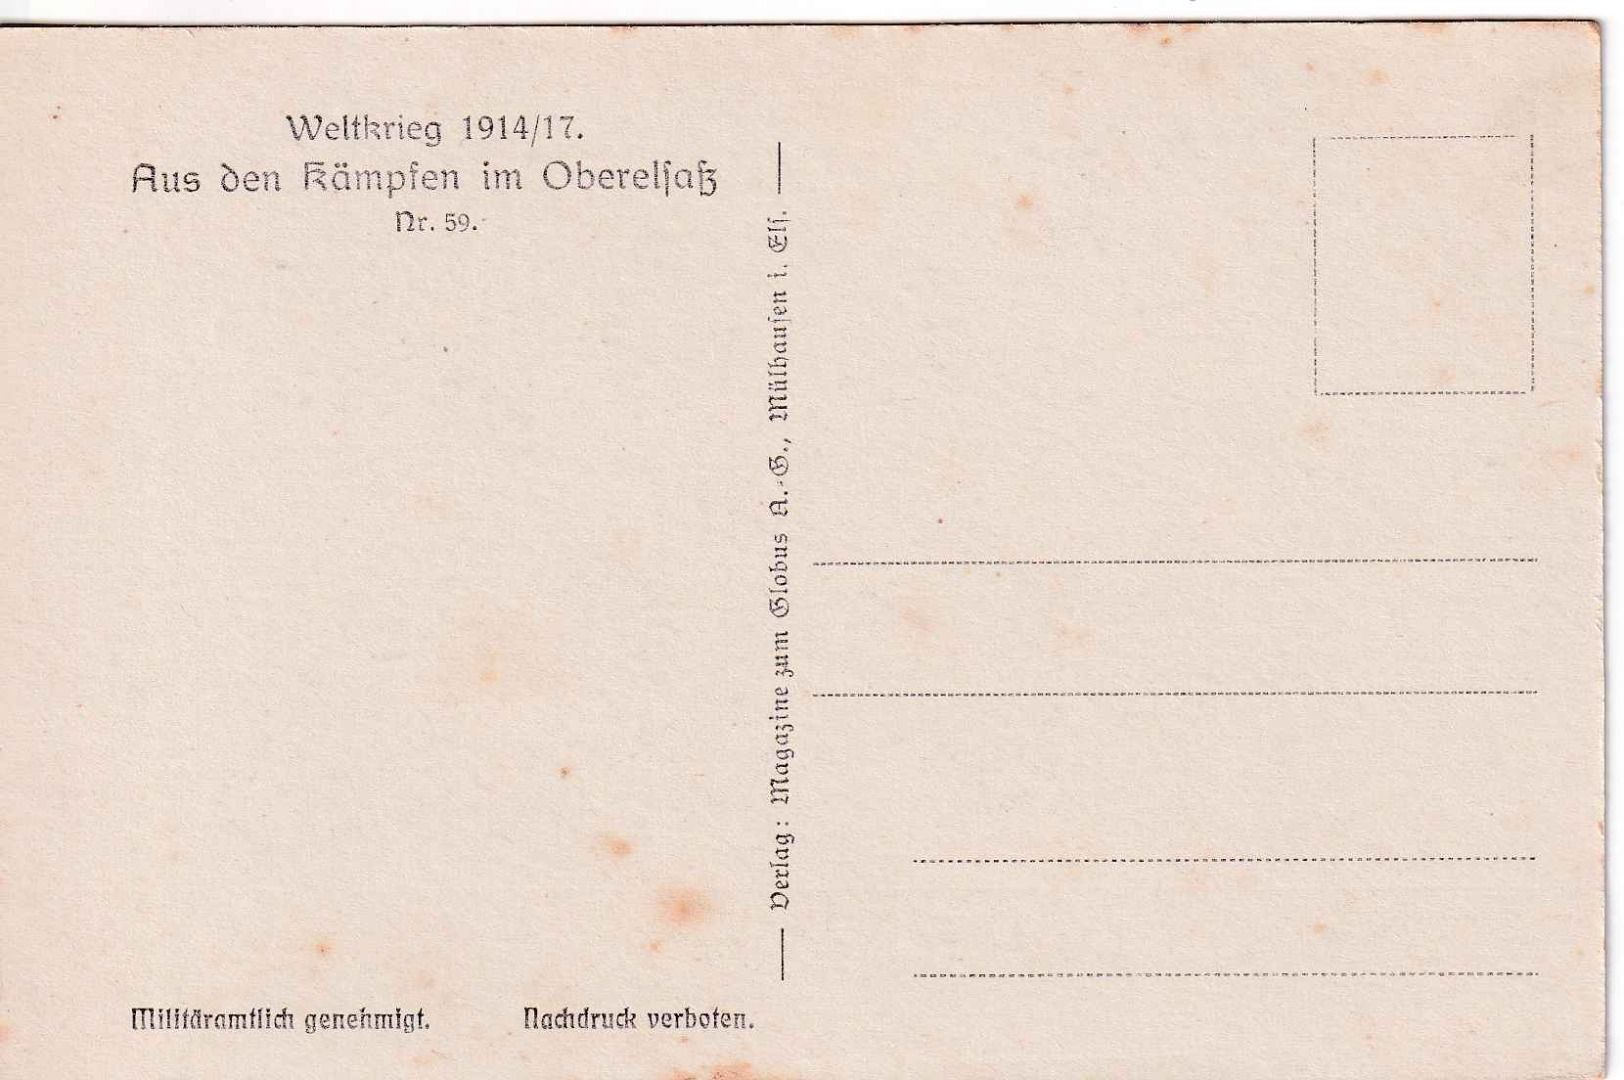 Weltkrieg 1914/17.
Aus den Kämpfen im Oberelsaß
Nr. 59.
Verlag: Magazine zum Globus A.-G., Mülhausen i. Els.
Militäramtlich genehmigt. Nachdruck verboten.